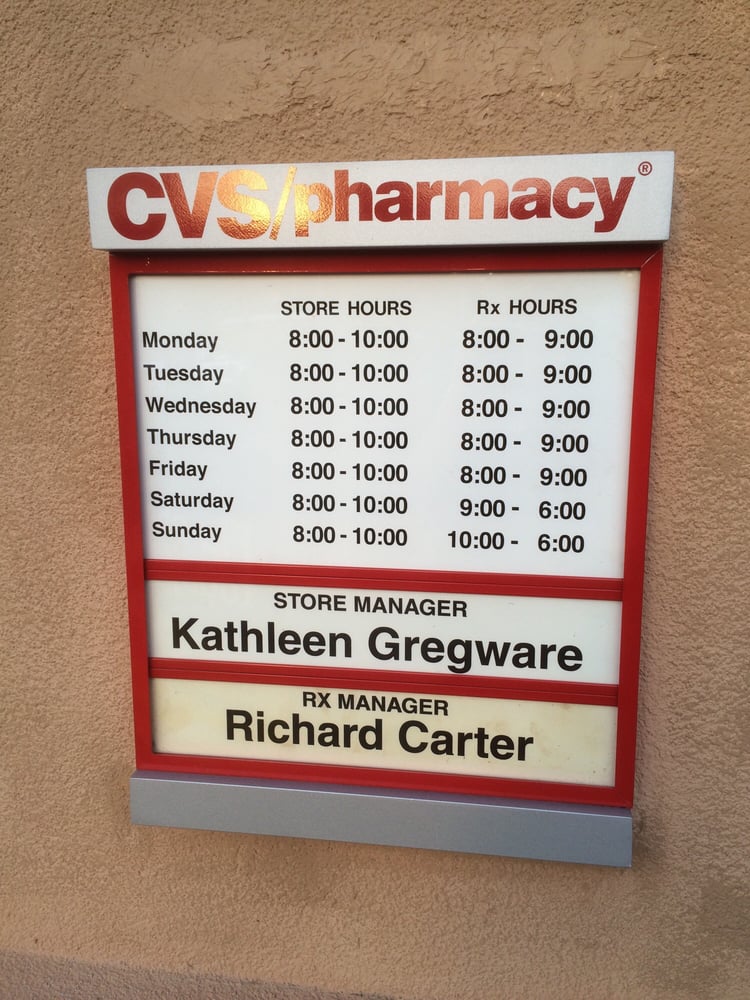 CVS/pharmacy®
STORE HOURS Rx HOURS
Monday 8:00 - 10:00 8:00 - 9:00
Tuesday 8:00 - 10:00 8:00 - 9:00
Wednesday 8:00 - 10:00 8:00 - 9:00
Thursday 8:00 - 10:00 8:00 - 9:00
Friday 8:00 - 10:00 8:00 - 9:00
Saturday 8:00 - 10:00 9:00 - 6:00
Sunday 8:00 - 10:00 10:00 - 6:00
STORE MANAGER
Kathleen Gregware
RX MANAGER
Richard Carter